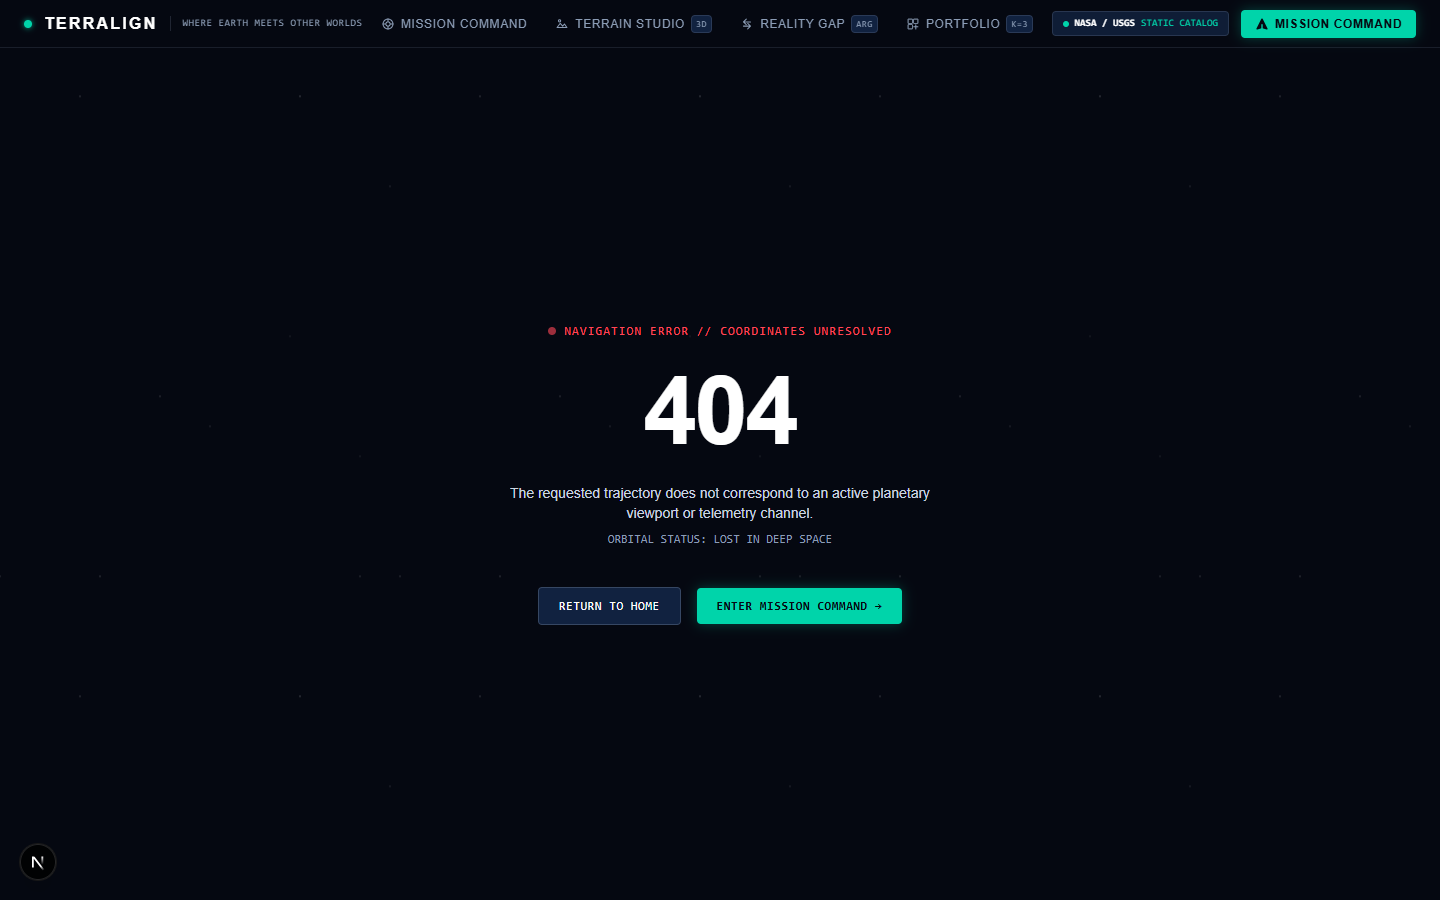 TERRALIGN
WHERE EARTH MEETS OTHER WORLDS
MISSION COMMAND
TERRAIN STUDIO 3D
REALITY GAP ARG
PORTFOLIO K=3
NASA / USGS STATIC CATALOG
MISSION COMMAND
NAVIGATION ERROR // COORDINATES UNRESOLVED
404
The requested trajectory does not correspond to an active planetary
viewport or telemetry channel.
ORBITAL STATUS: LOST IN DEEP SPACE
RETURN TO HOME
ENTER MISSION COMMAND →
N